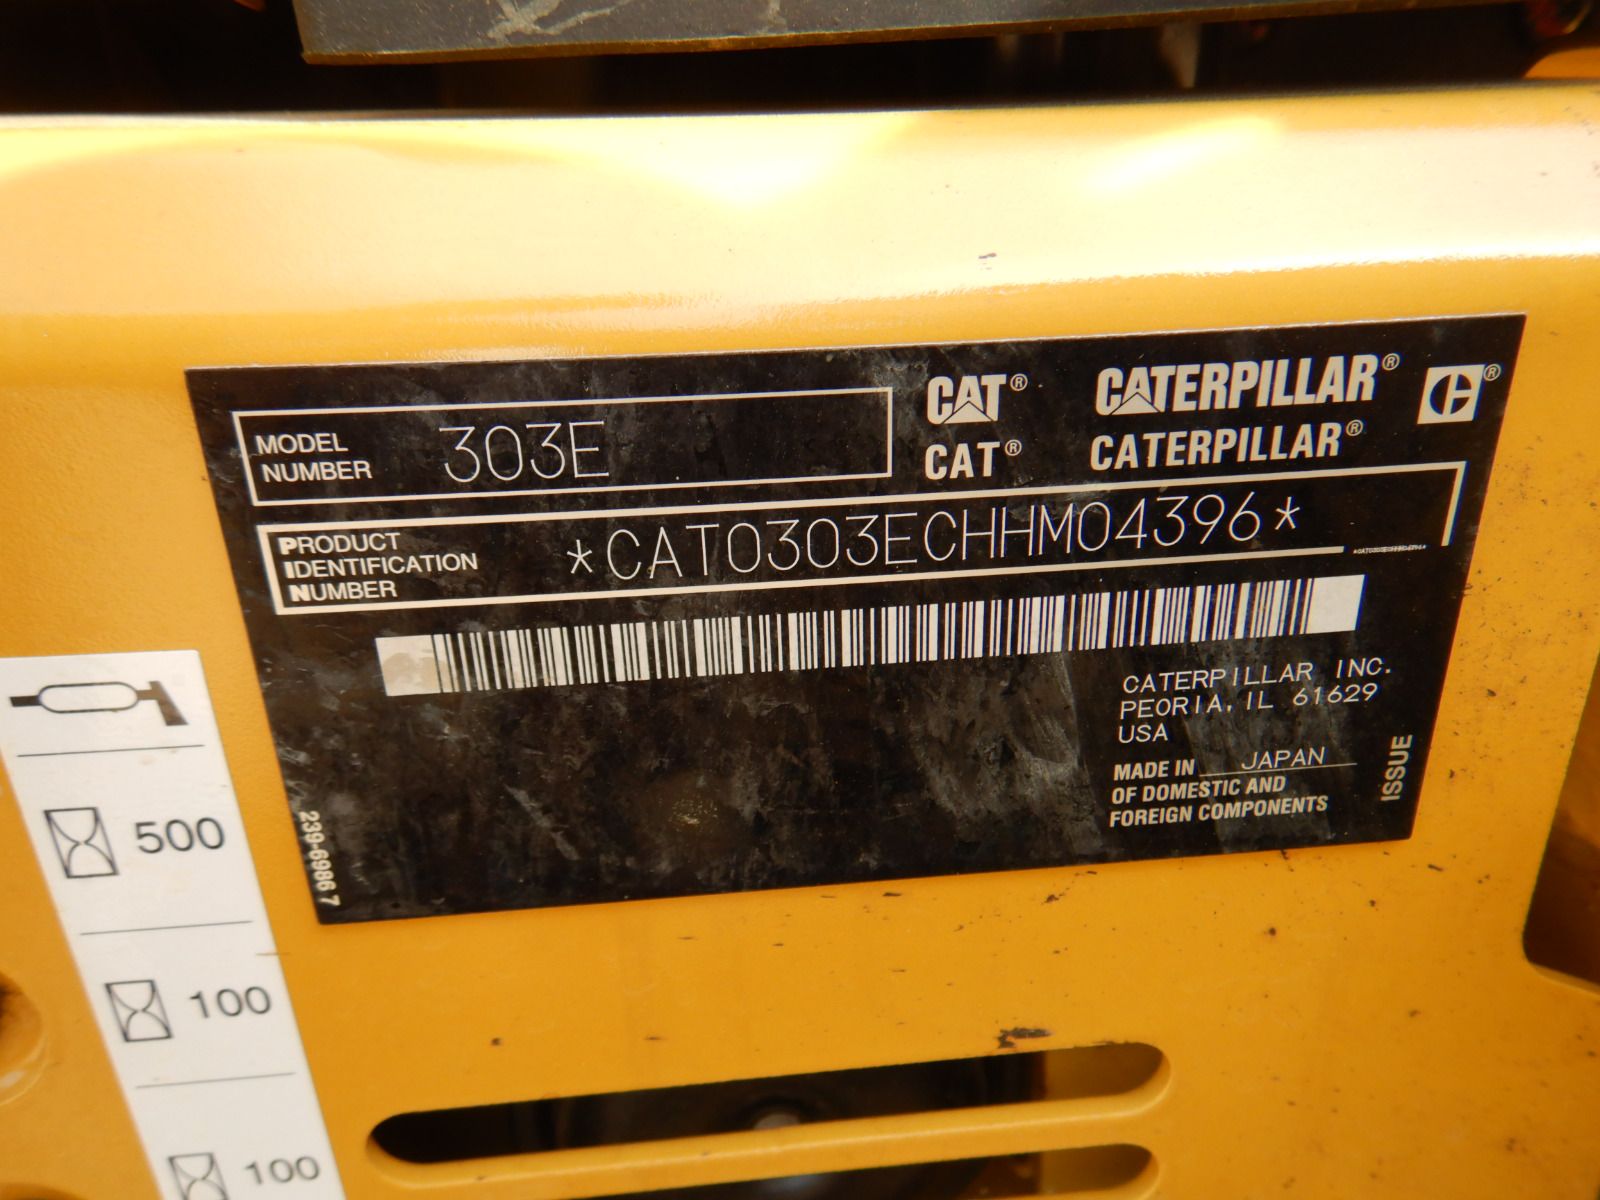 CAT® CATERPILLAR®
CAT® CATERPILLAR®
MODEL
NUMBER
303E
PRODUCT
IDENTIFICATION
NUMBER
*CAT0303ECHHM04396*
*CAT0303ECHHM04396*
CATERPILLAR INC.
PEORIA, IL 61629
USA
MADE IN JAPAN
OF DOMESTIC AND
FOREIGN COMPONENTS
ISSUE
239-6986 7
500
100
100